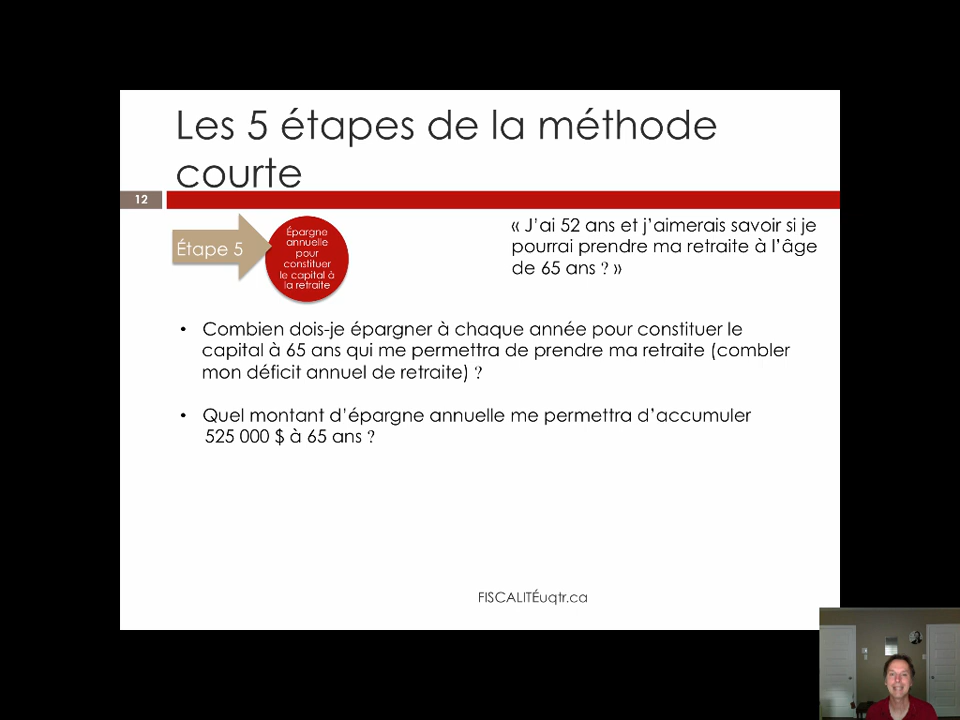 Les 5 étapes de la méthode
courte
12
Étape 5
Épargne
annuelle
pour
constituer
le capital à
la retraite
« J’ai 52 ans et j’aimerais savoir si je
pourrai prendre ma retraite à l’âge
de 65 ans ? »
• Combien dois-je épargner à chaque année pour constituer le
capital à 65 ans qui me permettra de prendre ma retraite (combler
mon déficit annuel de retraite) ?
• Quel montant d’épargne annuelle me permettra d’accumuler
525 000 $ à 65 ans ?
FISCALITÉuqtr.ca